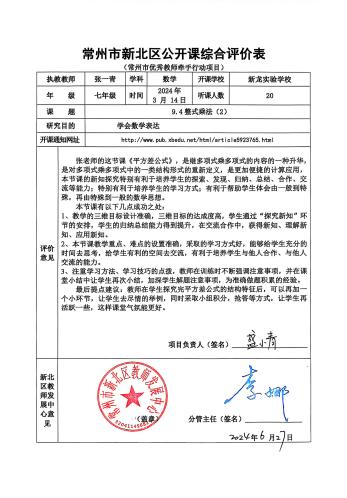 常州市新北区公开课综合评价表
（常州市优秀教师牵手行动项目）
执教教师 张一青 学科 数学 开课学校 新龙实验学校
年 级 七年级 时间 2024年3月14日 听课人数 20
课 题 9.4整式乘法（2）
研究目的 学会数学表达
开课通知网址 http://www.pub.xbedu.net/html/article5923765.html
评价意见
张老师的这节课《平方差公式》，是继多项式乘多项式的内容的一种升华，
是对多项式乘多项式中的一类结构形式的重新定义，是更加便捷的计算应用，
本节课的新知探究特别有利于培养学生的探索、发现、归纳、总结、合作、交
流等能力；特别有利于培养学生的学习方式；有利于帮助学生体会由一般到特
殊，再由特殊到一般的数学思想。
本节课有以下几点成功之处：
1、教学的三维目标设计准确，三维目标的达成度高，学生通过“探究新知”环
节的安排，学生的归纳总结能力得到提升，在交流合作中，获得新知、理解新
知、应用新知。
2、本节课教学重点、难点的设置准确，采取的学习方式好，能够给学生充分的
时间去思考，给学生有利的空间去交流，有利于培养学生与他人合作、与他人
交流的能力。
3、注重学习方法、学习技巧的点拨，教师在训练时不断强调注意事项，并在课
堂小结中让学生再次小结，加深学生解题注意事项，为准确做题积累的经验。
最后提点建议：教师在学生探究完平方差公式的结构特征后，可以再加一
个小环节，让学生去尽情的举例，同时采取小组积分，抢答等方式，让学生再
活跃一些，这样课堂气氛能更好。
项目负责人（签名）
新北区教师发展中心意见
常州市新北区教师发展中心
（盖章）
分管主任（签名） 李娜
2024年6月27日